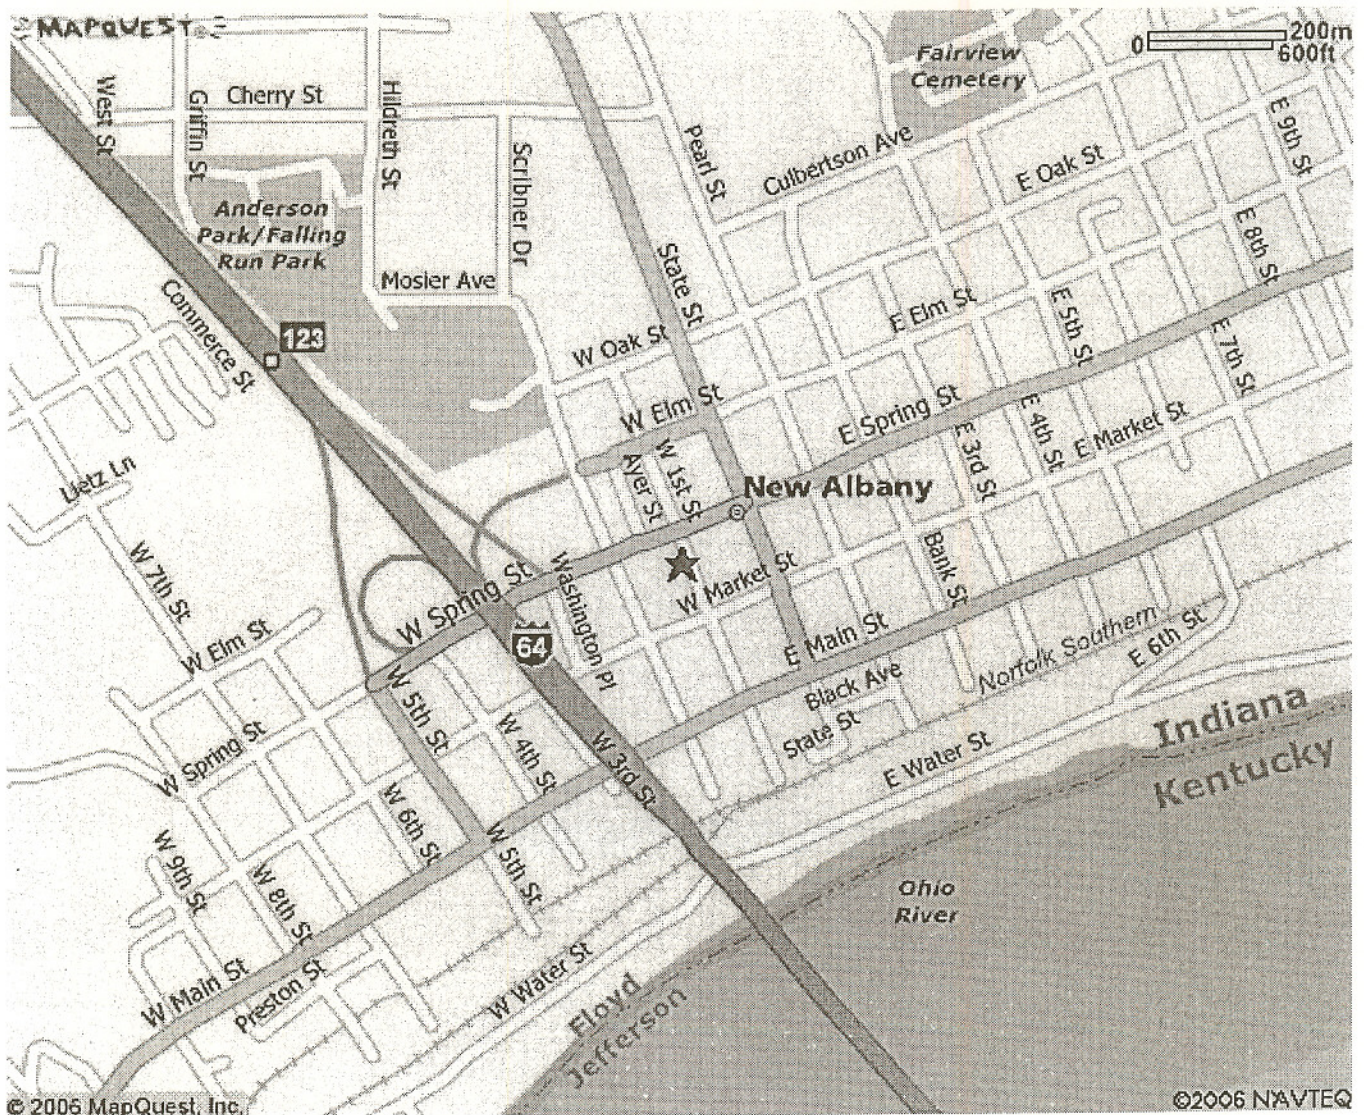 MAPQUEST
0 200m
600ft
Fairview
Cemetery
West St
Griffin St
Cherry St
Hildreth St
Scribner Dr
Pearl St
Culbertson Ave
E Oak St
E 9th St
Anderson
Park/Falling
Run Park
Mosier Ave
State St
E 8th St
Commerce St
123
W Oak St
E Elm St
E 5th St
E 7th St
W Elm St
E Spring St
E 4th St
E Market St
Lietz Ln
Ayer St
W 1st St
E 3rd St
New Albany
W 7th St
W Spring St
Washington Pl
W Market St
Bank St
64
W Elm St
E Main St
Norfolk Southern
E 6th St
W 5th St
Black Ave
W Spring St
W 4th St
W 3rd St
State St
E Water St
Indiana
Kentucky
W 6th St
W 9th St
W 8th St
W 5th St
Ohio
River
W Main St
Preston St
W Water St
Floyd
Jefferson
© 2006 MapQuest, Inc.
©2006 NAVTEQ